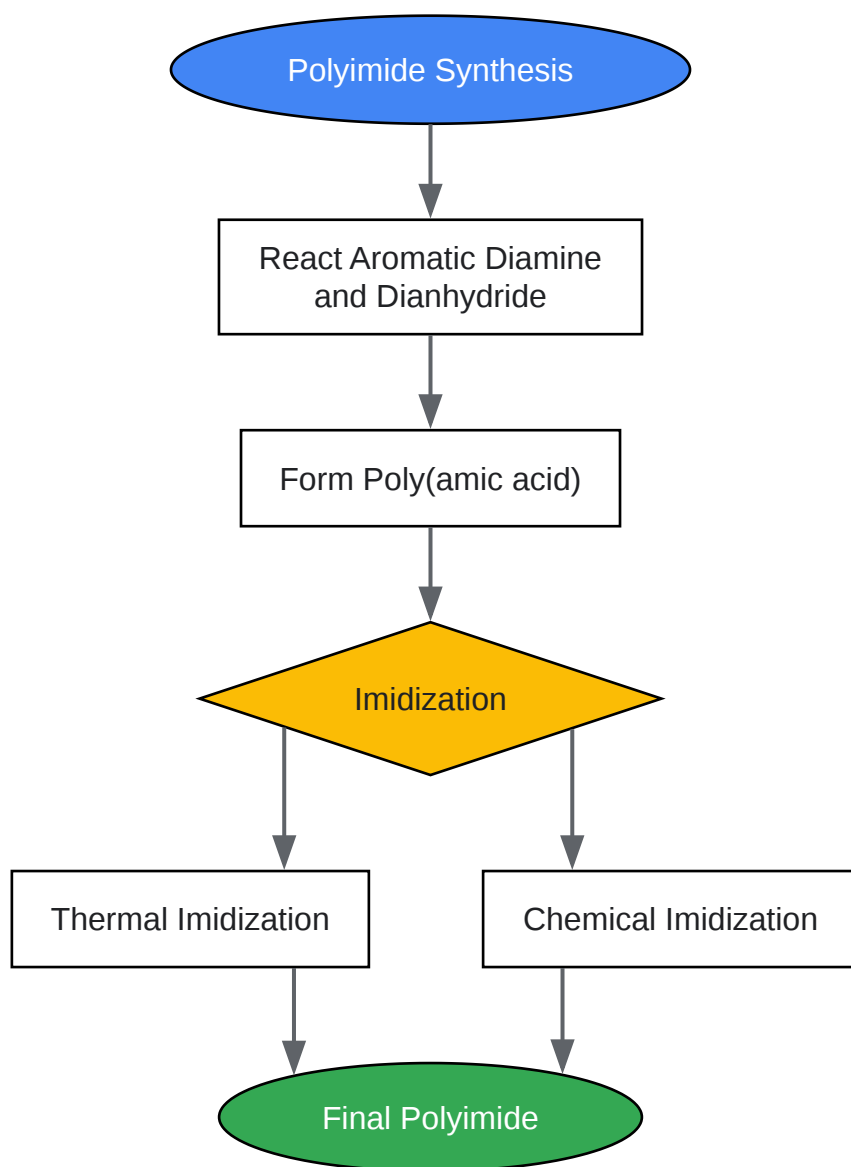 Polyimide Synthesis
React Aromatic Diamine
and Dianhydride
Form Poly(amic acid)
Imidization
Thermal Imidization
Chemical Imidization
Final Polyimide